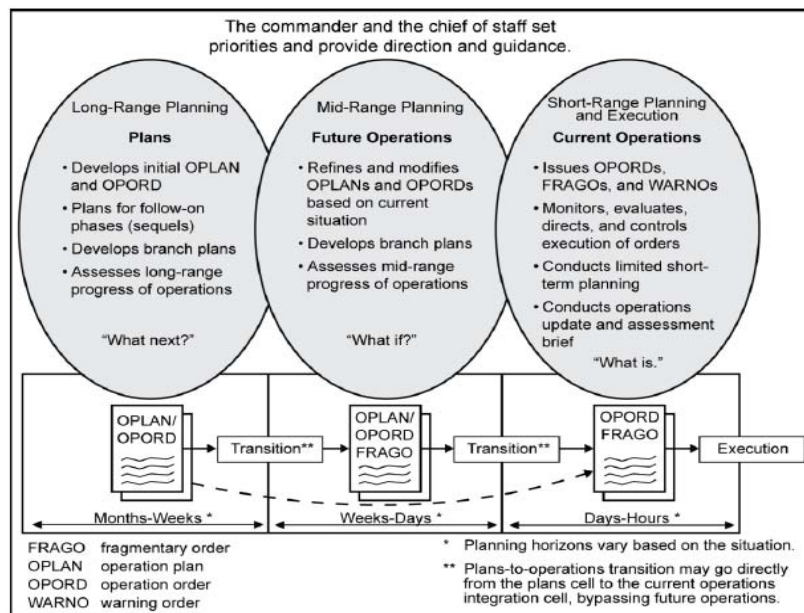 The commander and the chief of staff set
priorities and provide direction and guidance.
Long-Range Planning
Plans
• Develops initial OPLAN
and OPORD
• Plans for follow-on
phases (sequels)
• Develops branch plans
• Assesses long-range
progress of operations
"What next?"
Mid-Range Planning
Future Operations
• Refines and modifies
OPLANs and OPORDs
based on current
situation
• Develops branch plans
• Assesses mid-range
progress of operations
"What if?"
Short-Range Planning
and Execution
Current Operations
• Issues OPORDs,
FRAGOs, and WARNOs
• Monitors, evaluates,
directs, and controls
execution of orders
• Conducts limited short-
term planning
• Conducts operations
update and assessment
brief
"What is."
OPLAN/
OPORD
Transition**
OPLAN/
OPORD
FRAGO
Transition**
OPORD
FRAGO
Execution
Months-Weeks *
Weeks-Days *
Days-Hours *
FRAGO fragmentary order
OPLAN operation plan
OPORD operation order
WARNO warning order
* Planning horizons vary based on the situation.
** Plans-to-operations transition may go directly
from the plans cell to the current operations
integration cell, bypassing future operations.